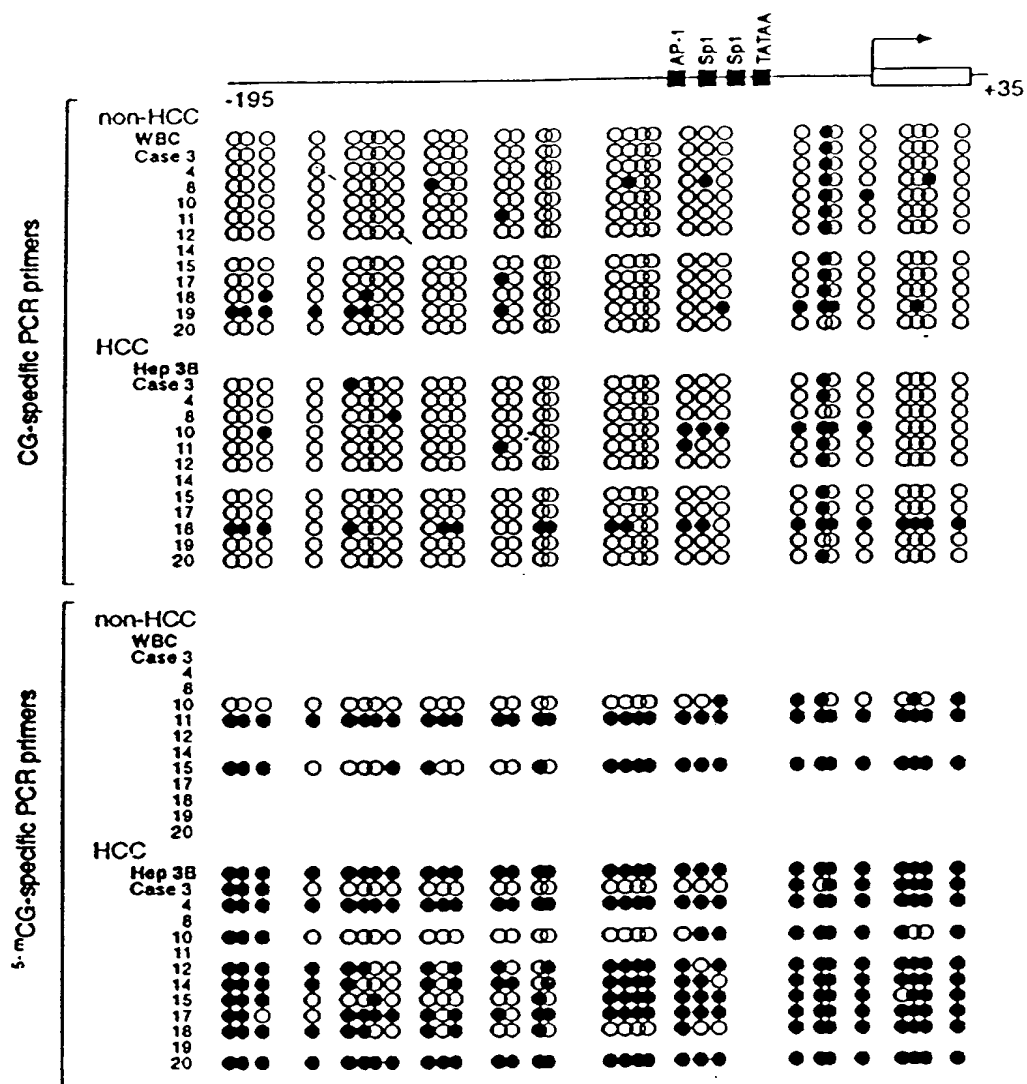 AP-1
Sp1
Sp1
TATAA
-195
+35
CG-specific PCR primers
non-HCC
WBC
Case 3
4
8
10
11
12
14
15
17
18
19
20
HCC
Hep 3B
Case 3
4
8
10
11
12
14
15
17
18
19
20
5-mCG-specific PCR primers
non-HCC
WBC
Case 3
4
8
10
11
12
14
15
17
18
19
20
HCC
Hep 3B
Case 3
4
8
10
11
12
14
15
17
18
19
20